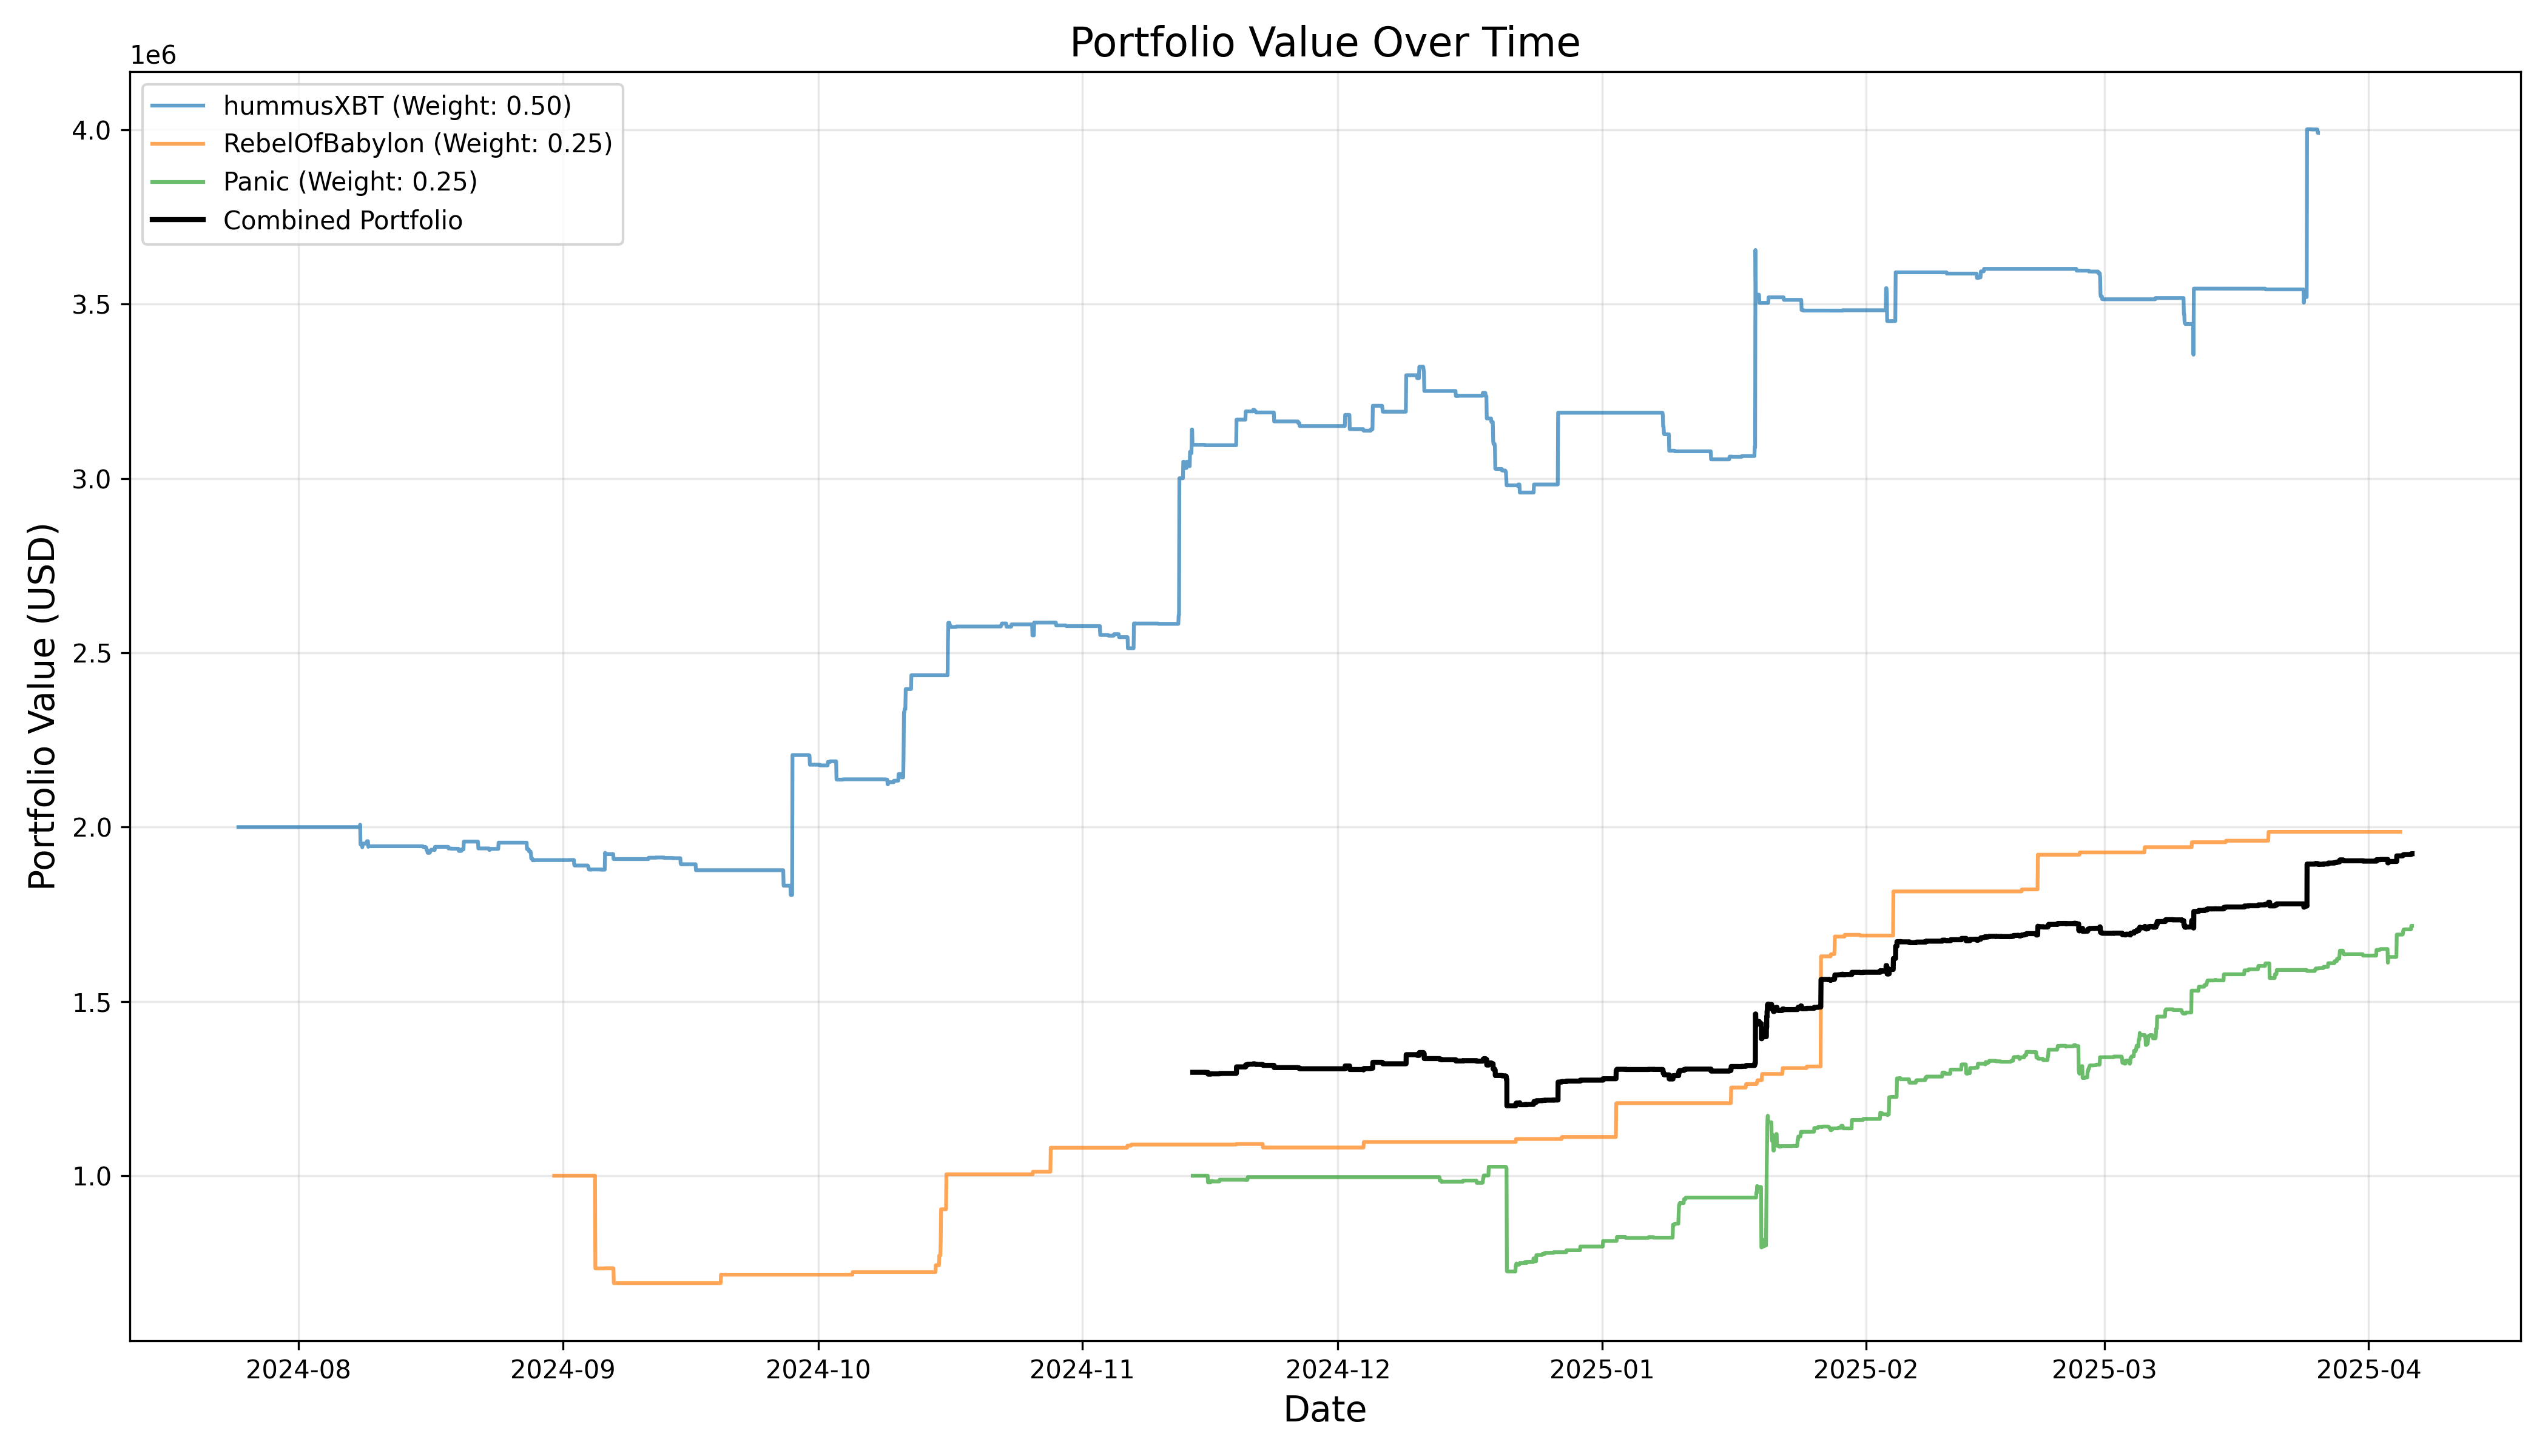 Portfolio Value Over Time
1e6
hummusXBT (Weight: 0.50)
RebelOfBabylon (Weight: 0.25)
Panic (Weight: 0.25)
Combined Portfolio
Portfolio Value (USD)
4.0
3.5
3.0
2.5
2.0
1.5
1.0
2024-08
2024-09
2024-10
2024-11
2024-12
2025-01
2025-02
2025-03
2025-04
Date